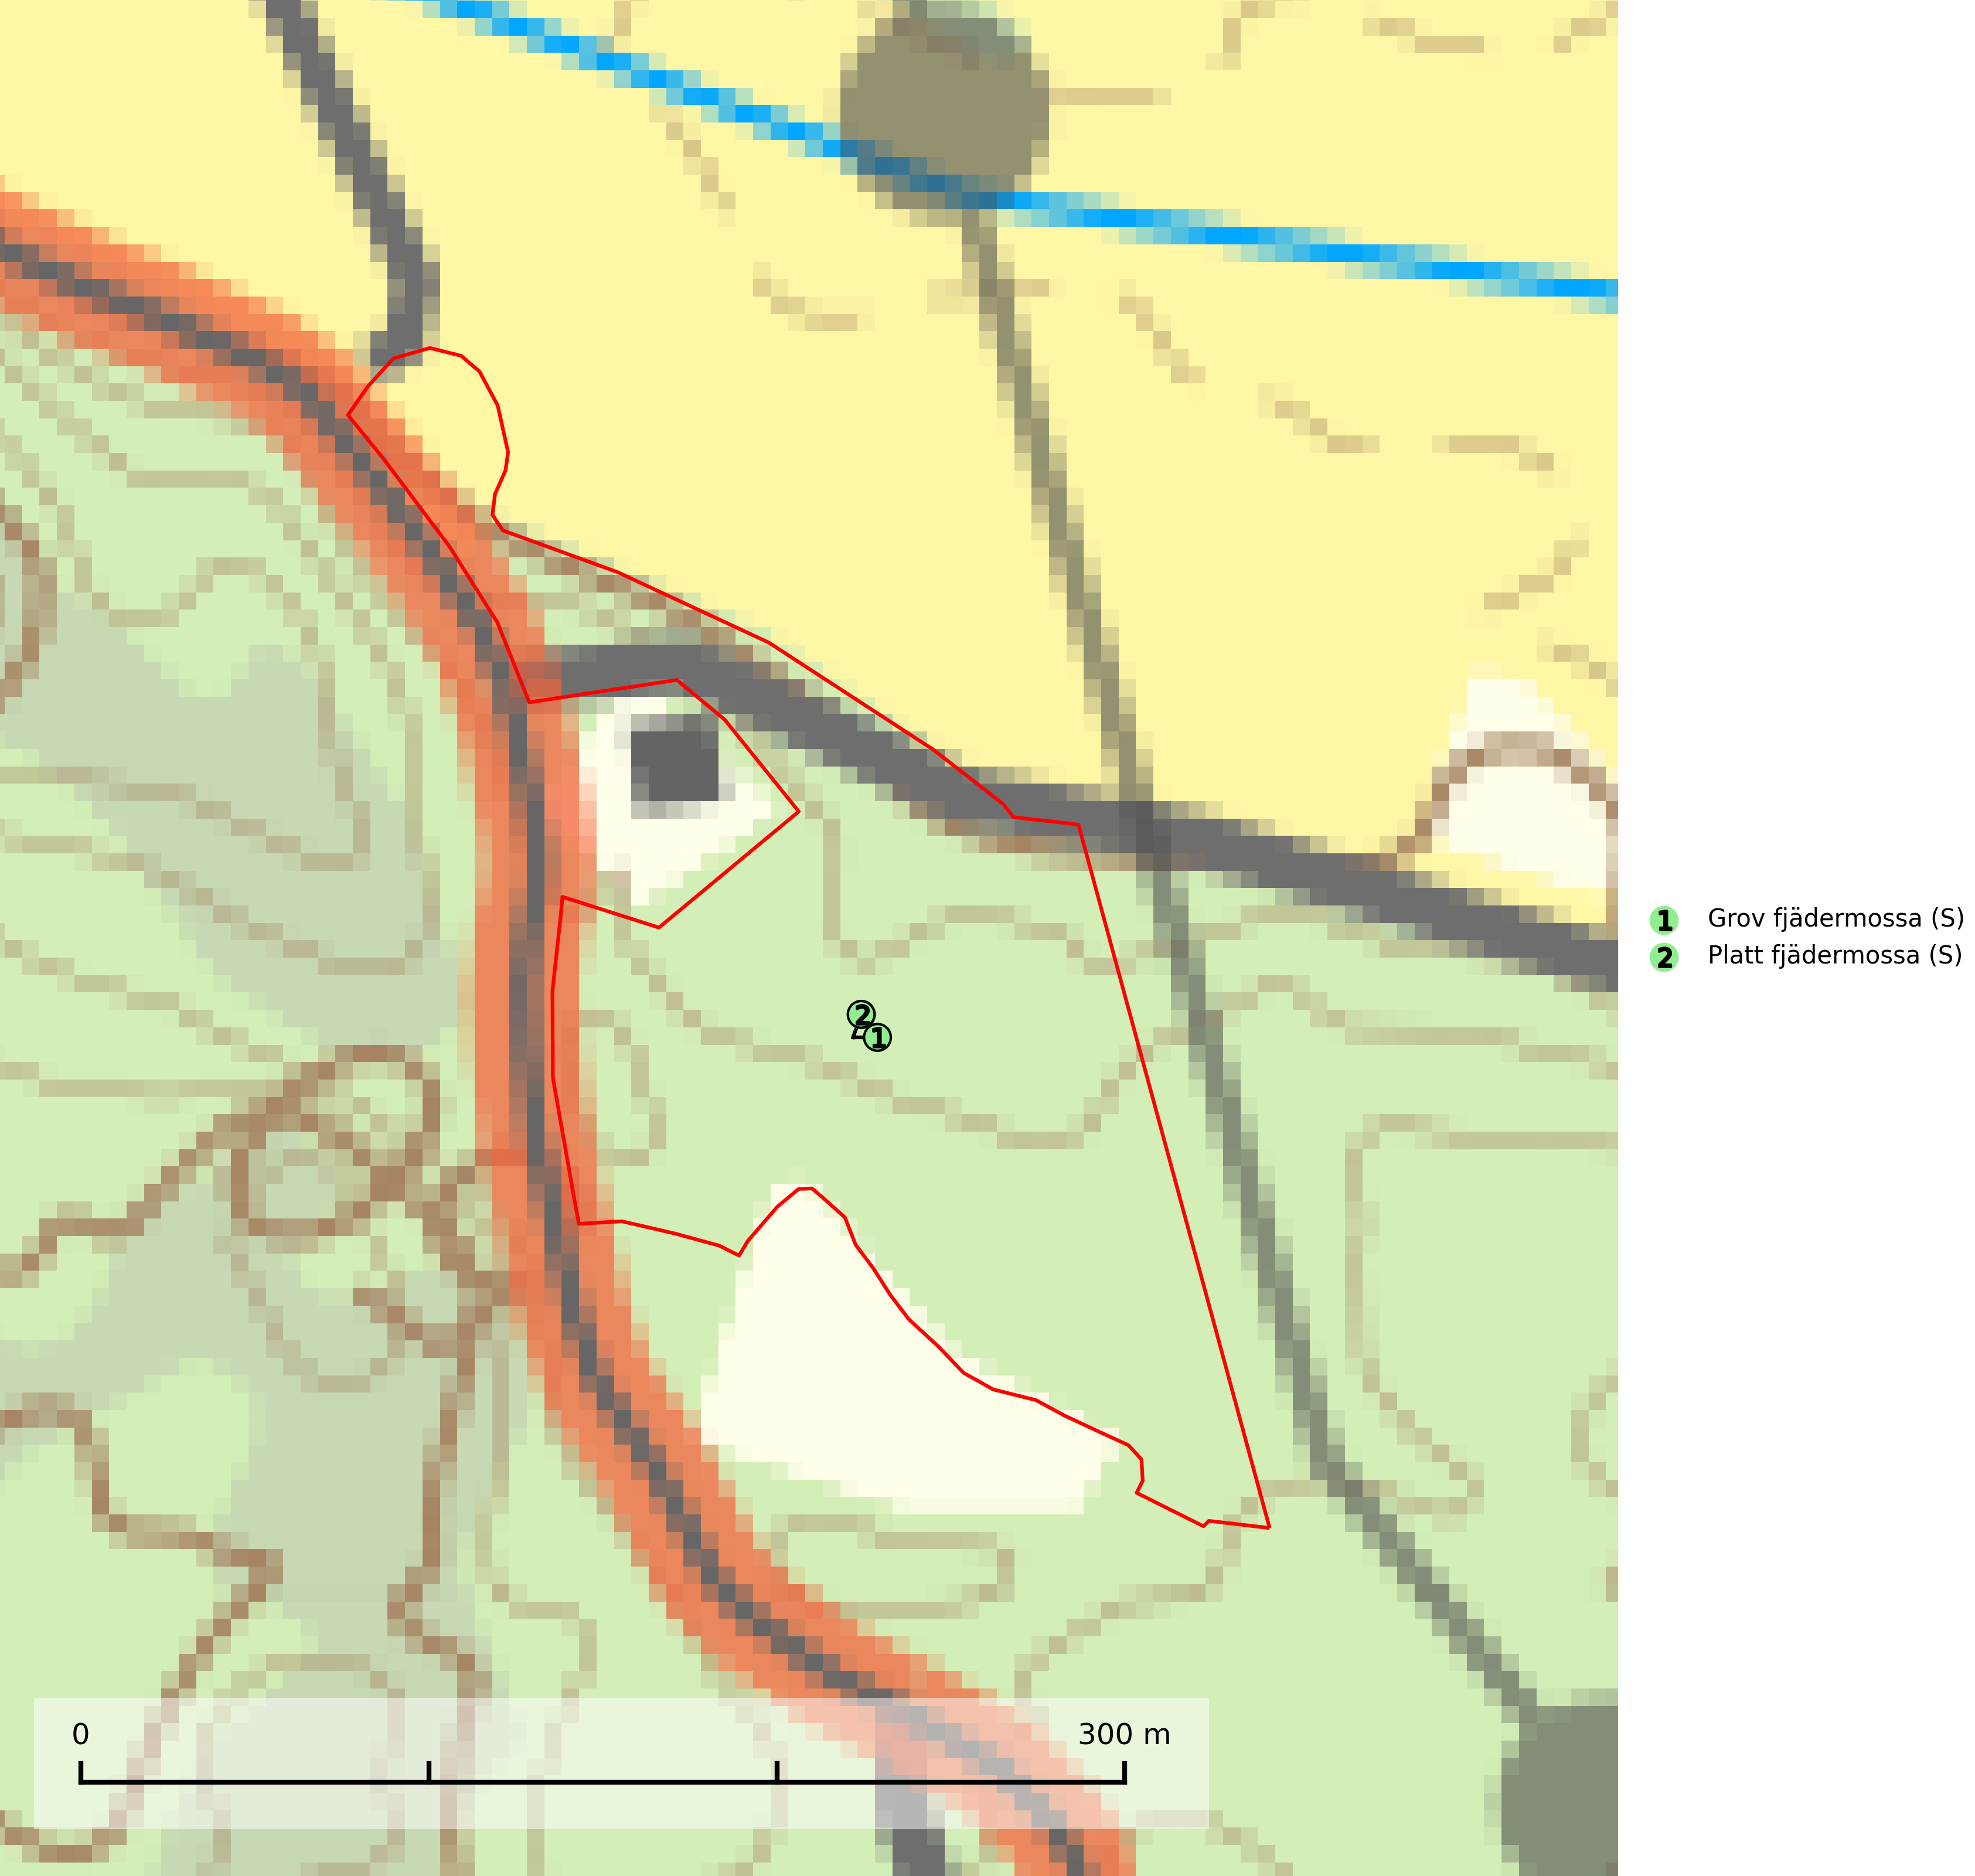 2
1
1 Grov fjädermossa (S)
2 Platt fjädermossa (S)
0 300 m